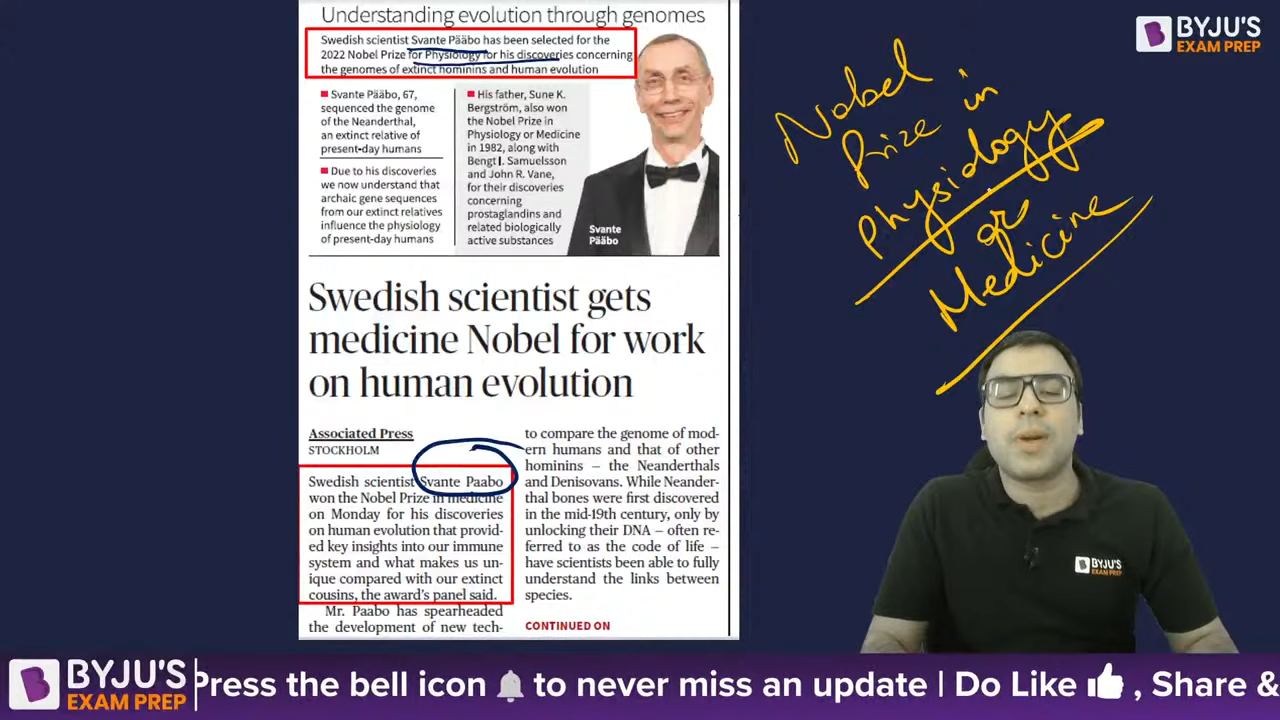 Understanding evolution through genomes
Swedish scientist Svante Pääbo has been selected for the
2022 Nobel Prize for Physiology for his discoveries concerning
the genomes of extinct hominins and human evolution
Svante Pääbo, 67,
sequenced the genome
of the Neanderthal,
an extinct relative of
present-day humans
Due to his discoveries
we now understand that
archaic gene sequences
from our extinct relatives
influence the physiology
of present-day humans
His father, Sune K.
Bergström, also won
the Nobel Prize in
Physiology or Medicine
in 1982, along with
Bengt I. Samuelsson
and John R. Vane,
for their discoveries
concerning
prostaglandins and
related biologically
active substances
Svante
Pääbo
Swedish scientist gets
medicine Nobel for work
on human evolution
Associated Press
STOCKHOLM
Swedish scientist Svante Paabo
won the Nobel Prize in medicine
on Monday for his discoveries
on human evolution that provid-
ed key insights into our immune
system and what makes us un-
ique compared with our extinct
cousins, the award's panel said.
Mr. Paabo has spearheaded
the development of new tech-
to compare the genome of mod-
ern humans and that of other
hominins – the Neanderthals
and Denisovans. While Neander-
thal bones were first discovered
in the mid-19th century, only by
unlocking their DNA – often re-
ferred to as the code of life –
have scientists been able to fully
understand the links between
species.
CONTINUED ON
Nobel
Prize in
Physiology
or
Medicine
BYJU'S
EXAM PREP
BYJU'S
EXAM PREP
BYJU'S
EXAM PREP
Press the bell icon 🔔 to never miss an update | Do Like 👍, Share &